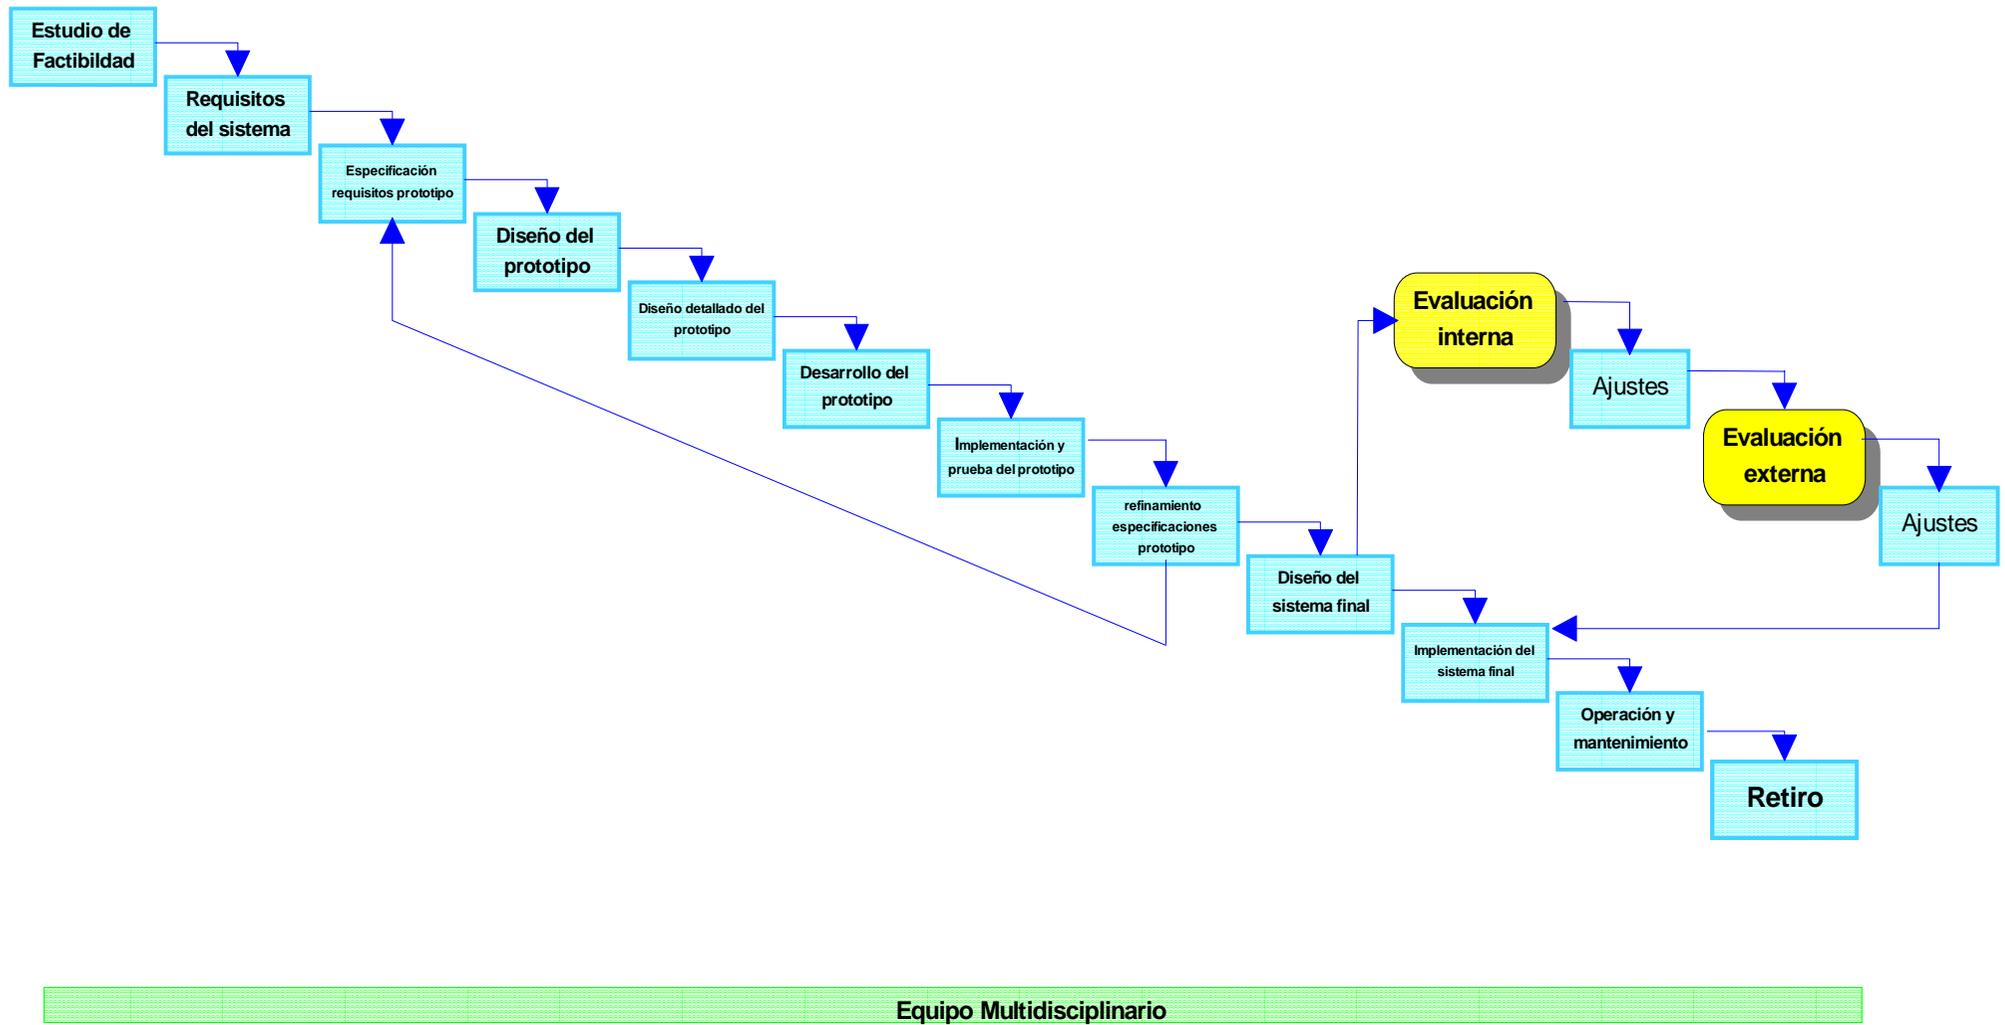 Estudio de
Factibildad
Requisitos
del sistema
Especificación
requisitos prototipo
Diseño del
prototipo
Diseño detallado del
prototipo
Desarrollo del
prototipo
Implementación y
prueba del prototipo
refinamiento
especificaciones
prototipo
Diseño del
sistema final
Implementación del
sistema final
Operación y
mantenimiento
Retiro
Evaluación
interna
Ajustes
Evaluación
externa
Ajustes
Equipo Multidisciplinario